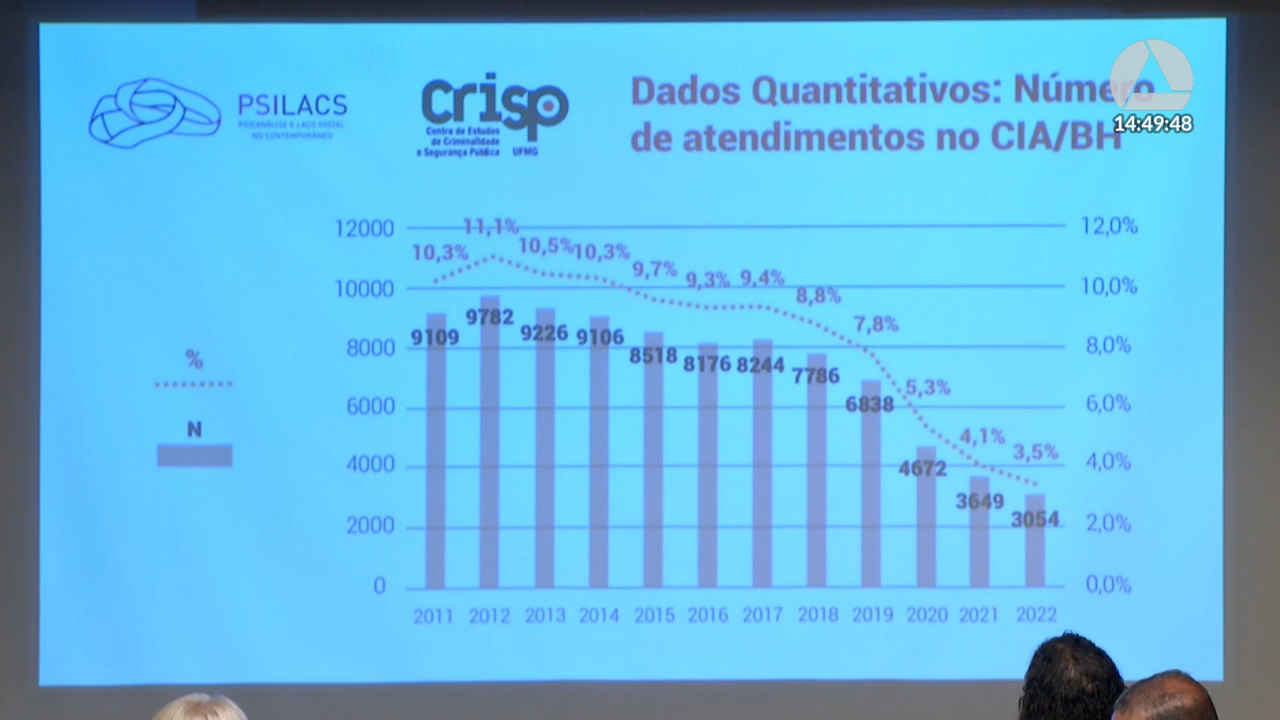 PSILACS
PSICANÁLISE E LAÇO SOCIAL
NO CONTEMPORÂNEO
Crisp
Centro de Estudos
de Criminalidade
e Segurança Pública UFMG
Dados Quantitativos: Número
de atendimentos no CIA/BH
14:49:48
12000
10000
8000
6000
4000
2000
0
12,0%
10,0%
8,0%
6,0%
4,0%
2,0%
0,0%
10,3% 11,1% 10,5% 10,3% 9,7% 9,3% 9,4% 8,8% 7,8% 5,3% 4,1% 3,5%
9109 9782 9226 9106 8518 8176 8244 7786 6838 4672 3649 3054
2011 2012 2013 2014 2015 2016 2017 2018 2019 2020 2021 2022
%
N